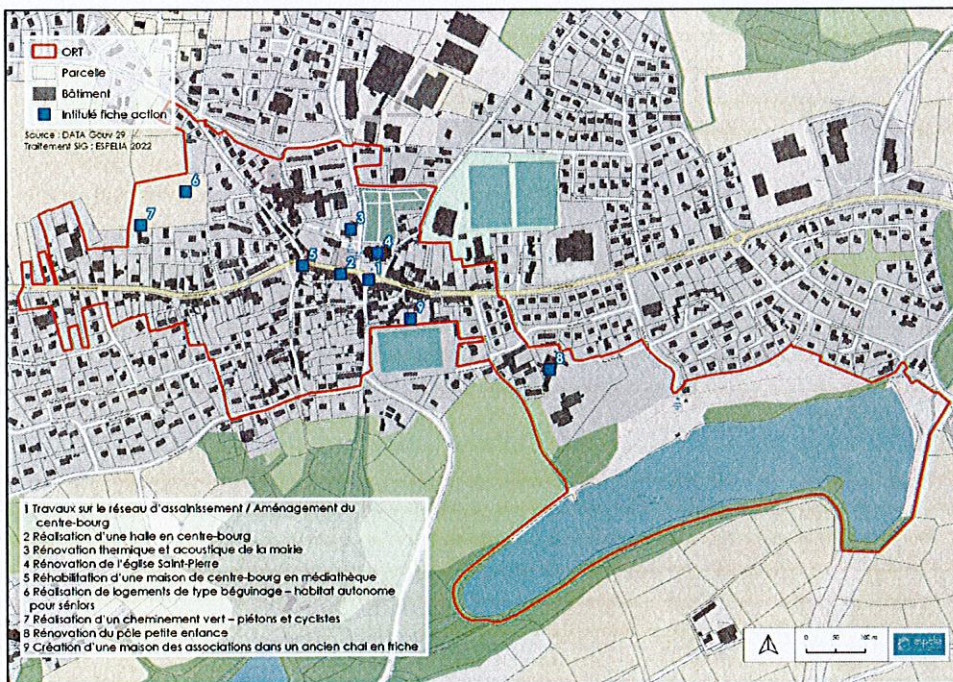 ORT
Parcelle
Bâtiment
Intitulé fiche action
Source : DATA Gouv 29
Traitement SIG : ESPELIA 2022
6
7
3
4
5
2
1
9
8
1 Travaux sur le réseau d'assainissement / Aménagement du
centre-bourg
2 Réalisation d'une halle en centre-bourg
3 Rénovation thermique et acoustique de la mairie
4 Rénovation de l'église Saint-Pierre
5 Réhabilitation d'une maison de centre-bourg en médiathèque
6 Réalisation de logements de type béguinage – habitat autonome
pour séniors
7 Réalisation d'un cheminement vert – piétons et cyclistes
8 Rénovation du pôle petite enfance
9 Création d'une maison des associations dans un ancien chai en friche
0 50 100 m
espelia